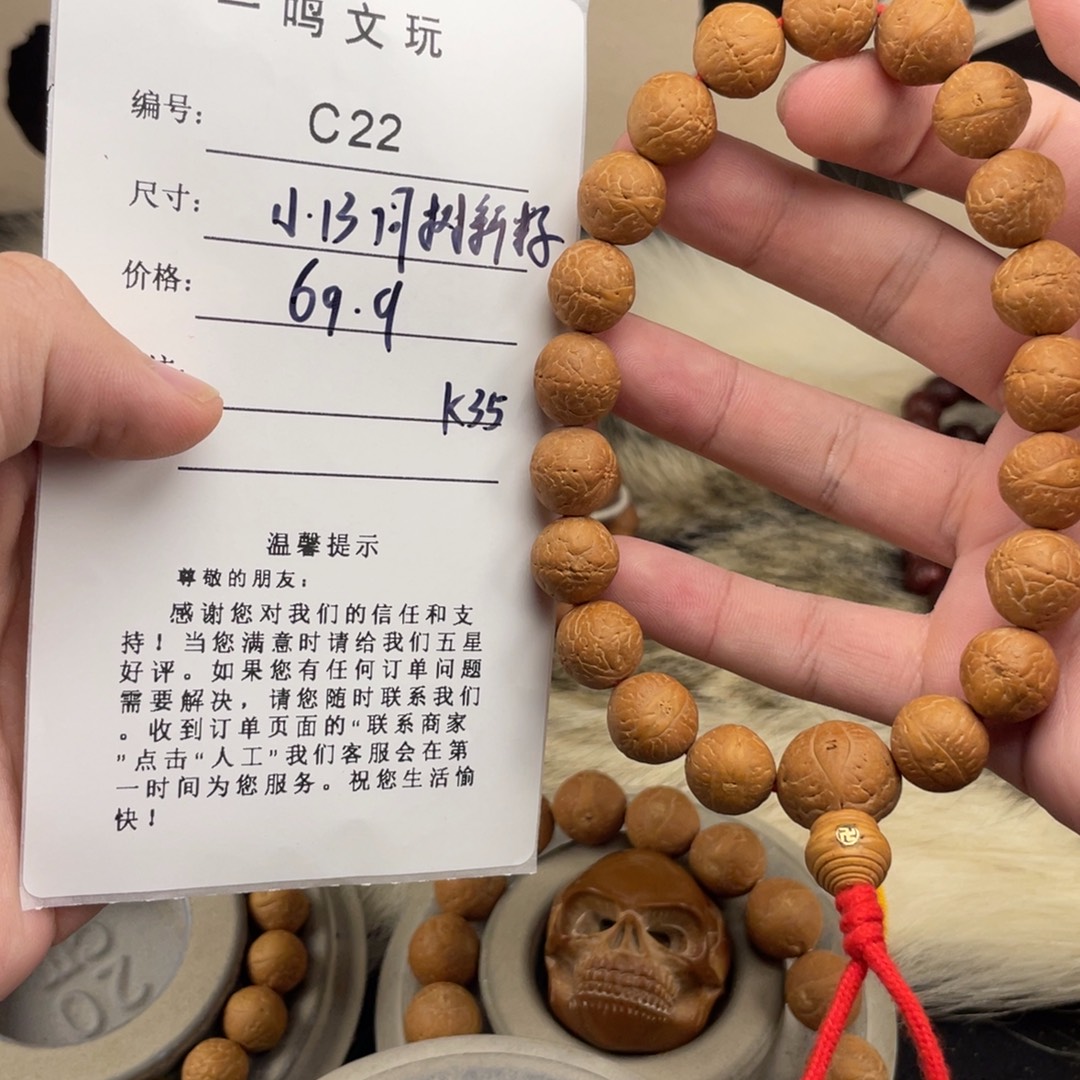 一鸣文玩
编号: C22
尺寸: 小.13同树新籽
价格: 69.9
K35
温馨提示
尊敬的朋友:
感谢您对我们的信任和支
持！当您满意时请给我们五星
好评。如果您有任何订单问题
需要解决，请您随时联系我们
。收到订单页面的“联系商家
”点击“人工”我们客服会在第
一时间为您服务。祝您生活愉
快！
卍
20